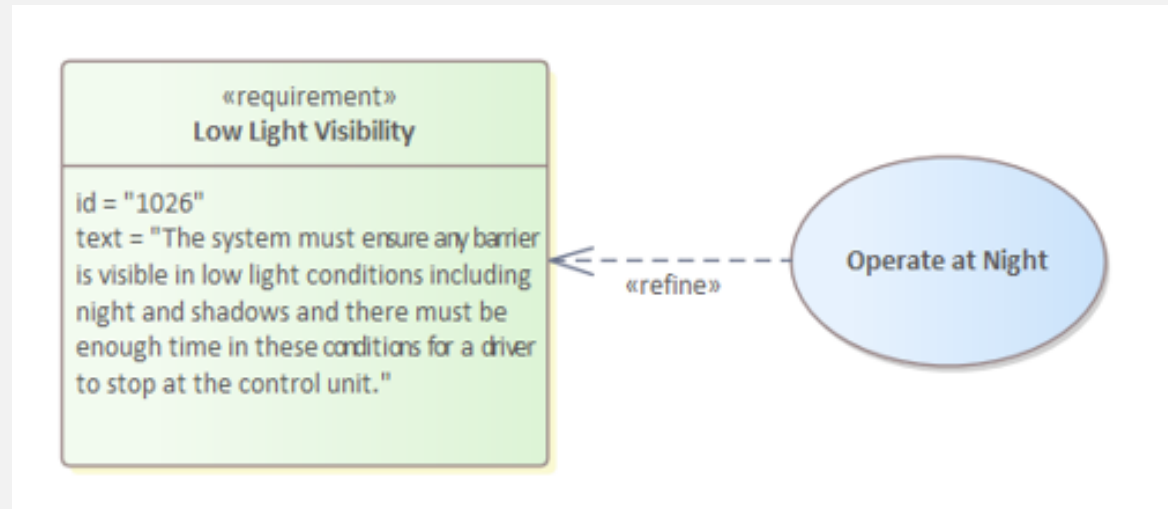 «requirement»
Low Light Visibility
id = "1026"
text = "The system must ensure any barrier
is visible in low light conditions including
night and shadows and there must be
enough time in these conditions for a driver
to stop at the control unit."
«refine»
Operate at Night